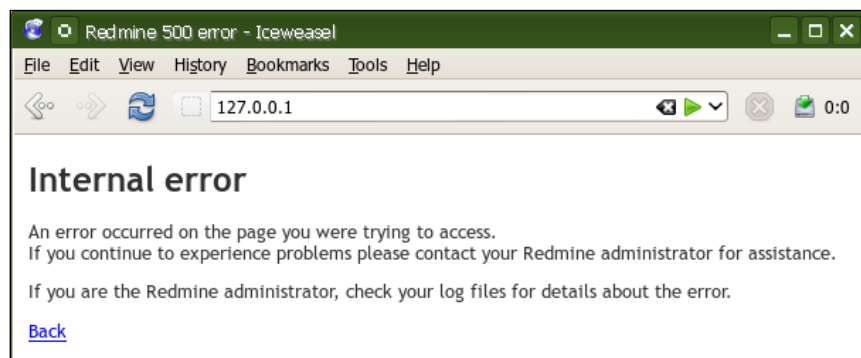 Redmine 500 error - Iceweasel
File Edit View History Bookmarks Tools Help
127.0.0.1 0:0
Internal error
An error occurred on the page you were trying to access.
If you continue to experience problems please contact your Redmine administrator for assistance.
If you are the Redmine administrator, check your log files for details about the error.
Back